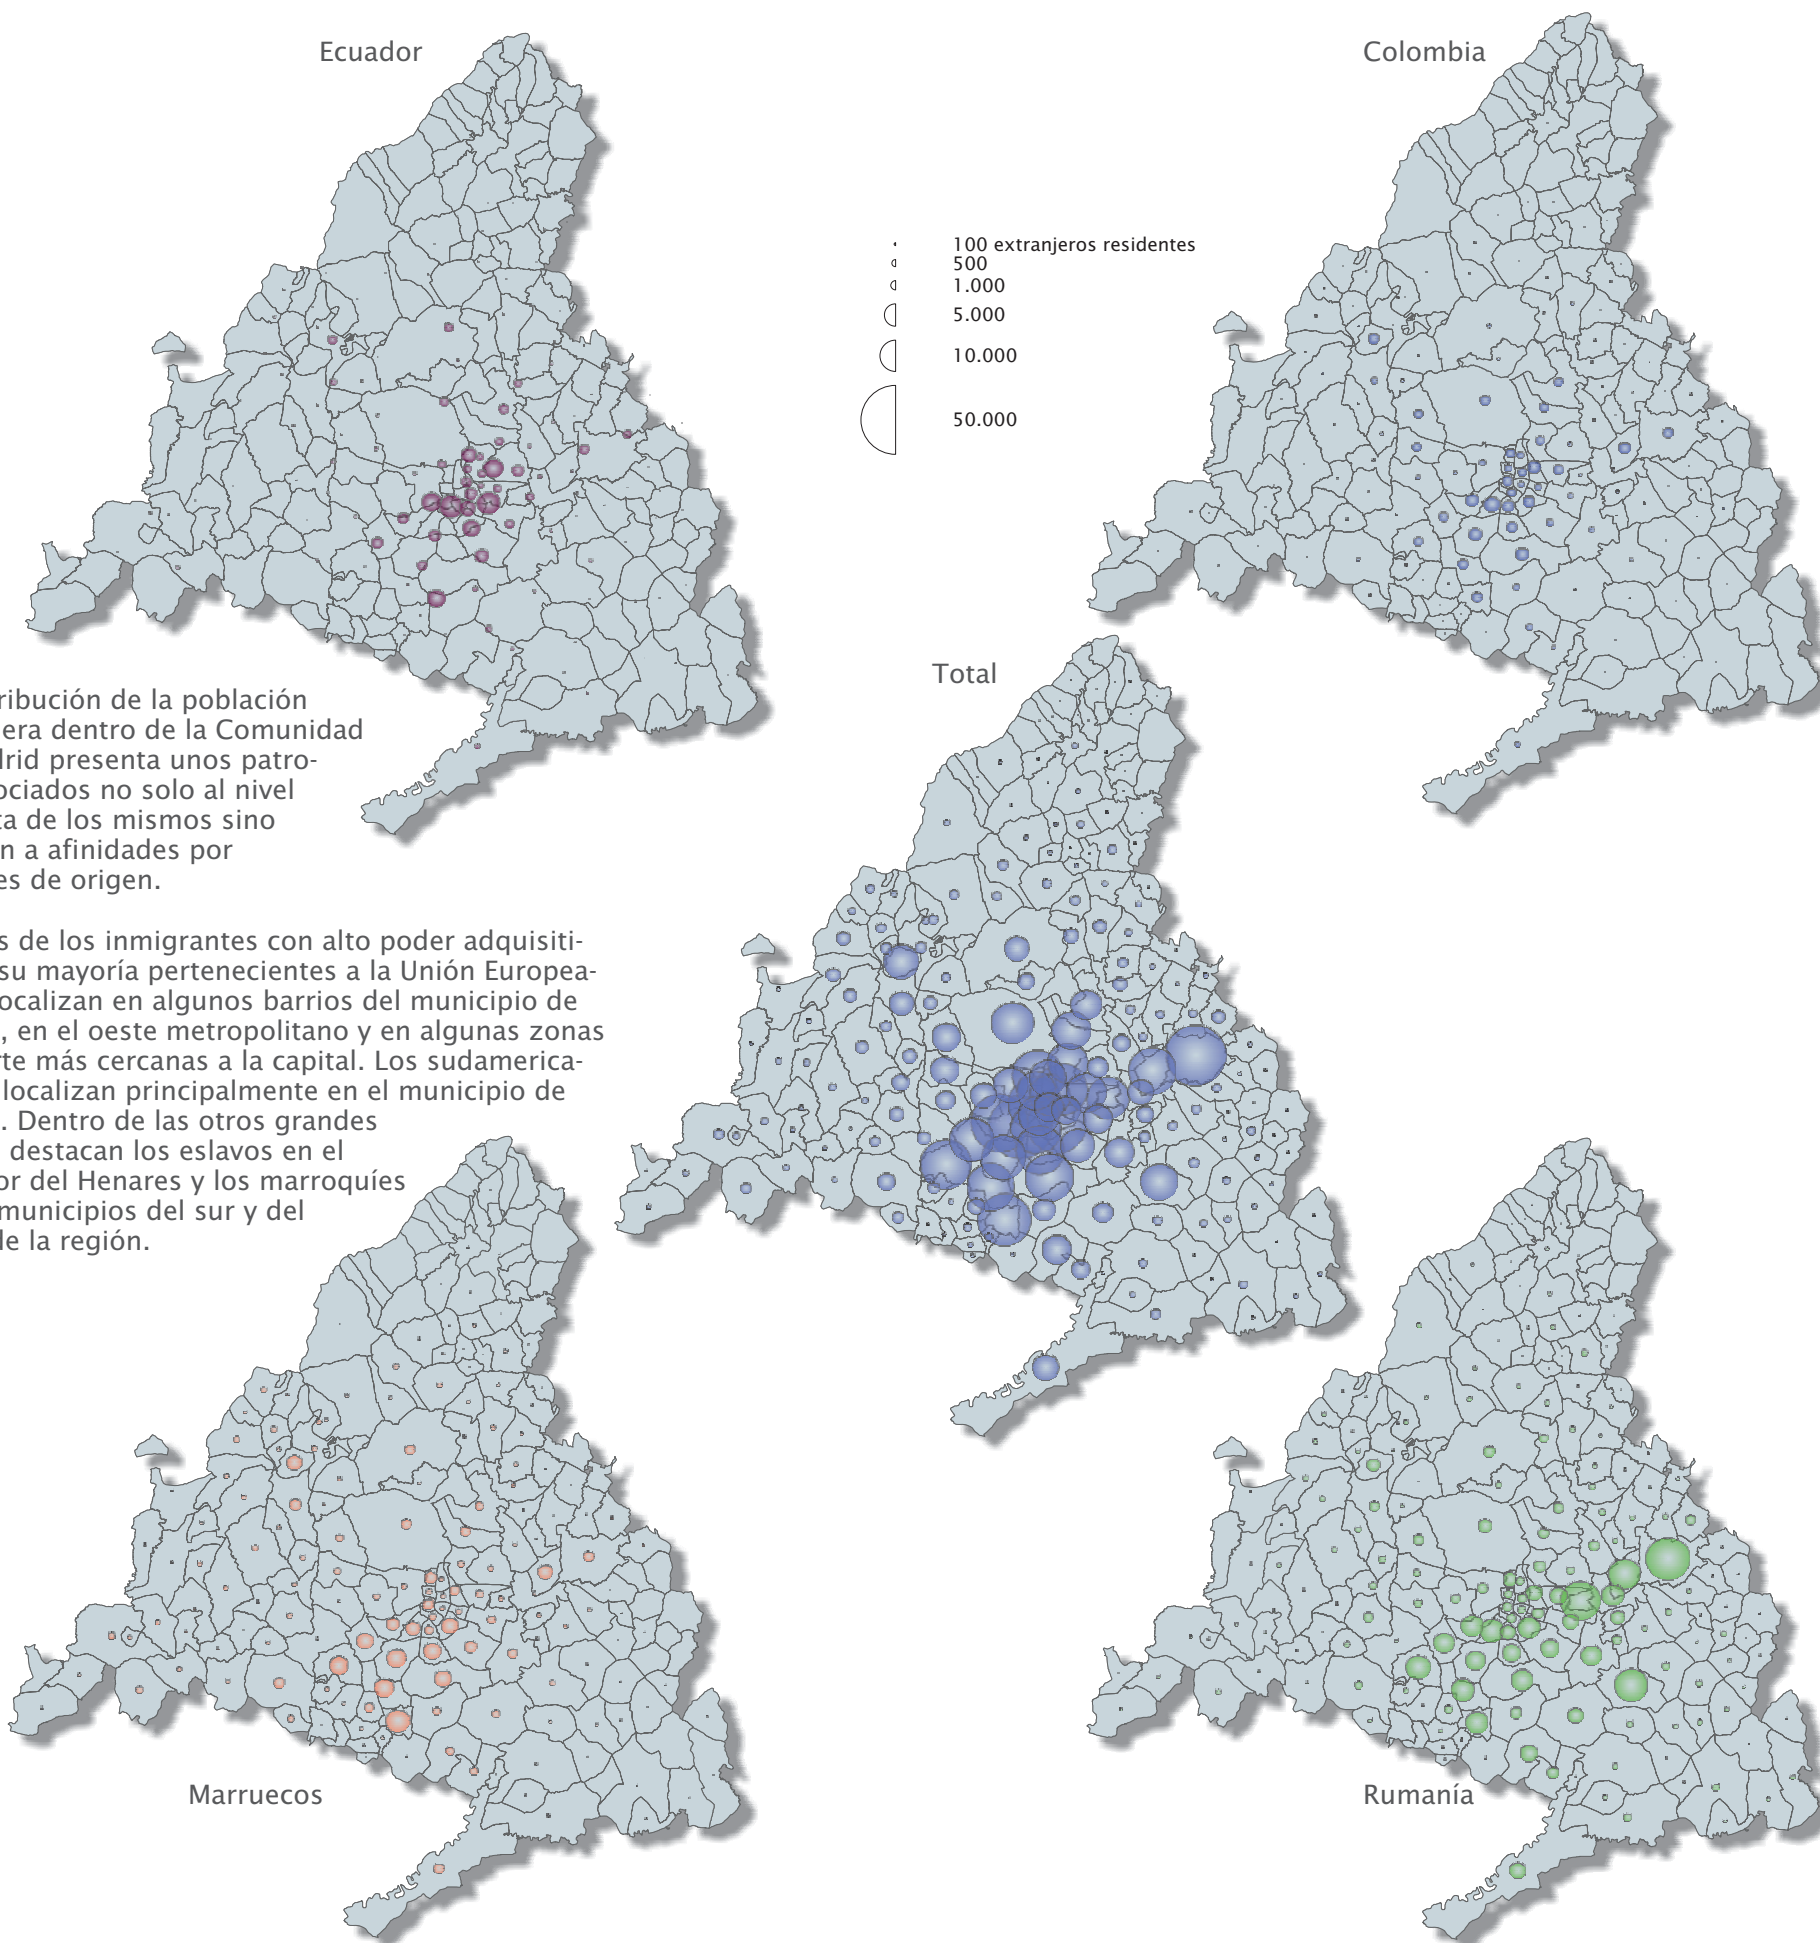 Ecuador
Colombia
100 extranjeros residentes
500
1.000
5.000
10.000
50.000
Total
ribución de la población
era dentro de la Comunidad
drid presenta unos patro-
ociados no solo al nivel
ta de los mismos sino
n a afinidades por
es de origen.
s de los inmigrantes con alto poder adquisiti-
su mayoría pertenecientes a la Unión Europea-
ocalizan en algunos barrios del municipio de
, en el oeste metropolitano y en algunas zonas
rte más cercanas a la capital. Los sudamerica-
localizan principalmente en el municipio de
. Dentro de las otros grandes
destacan los eslavos en el
or del Henares y los marroquíes
municipios del sur y del
de la región.
Marruecos
Rumanía